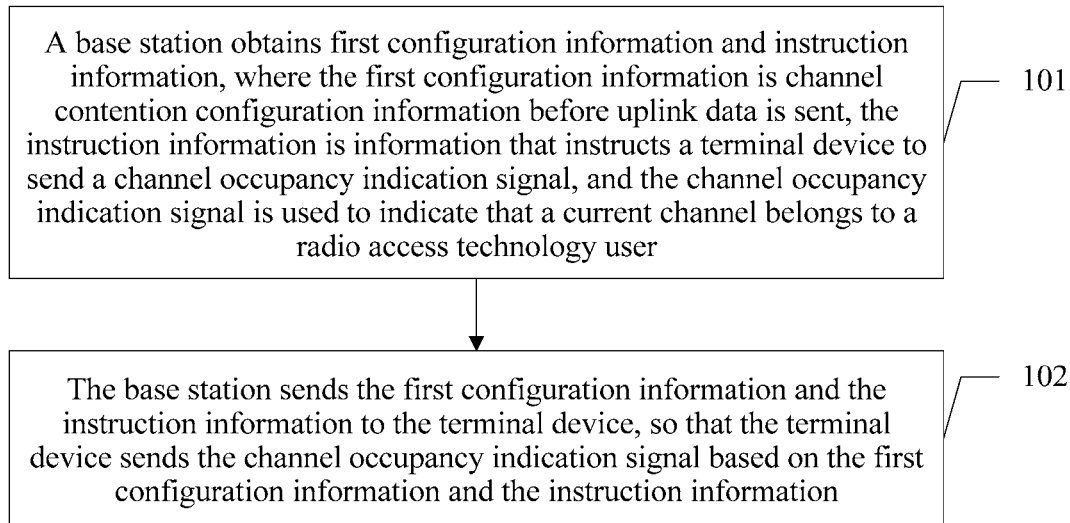 A base station obtains first configuration information and instruction
information, where the first configuration information is channel
contention configuration information before uplink data is sent, the
instruction information is information that instructs a terminal device to
send a channel occupancy indication signal, and the channel occupancy
indication signal is used to indicate that a current channel belongs to a
radio access technology user
101
The base station sends the first configuration information and the
instruction information to the terminal device, so that the terminal
device sends the channel occupancy indication signal based on the first
configuration information and the instruction information
102